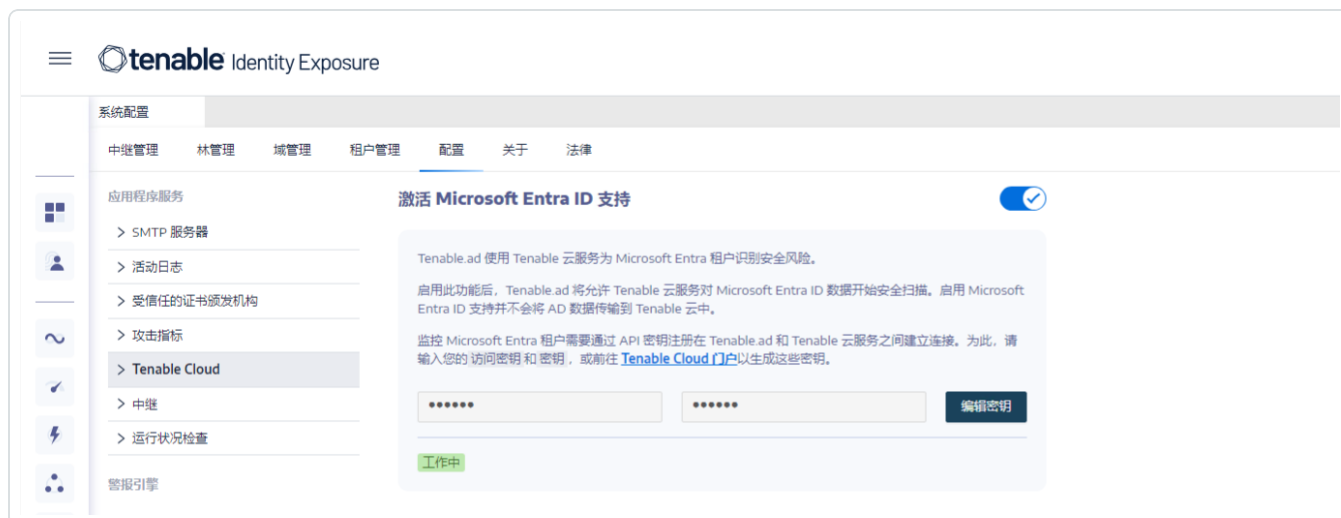 tenable Identity Exposure
系统配置
中继管理 林管理 域管理 租户管理 配置 关于 法律
应用程序服务
SMTP 服务器
活动日志
受信任的证书颁发机构
攻击指标
Tenable Cloud
中继
运行状况检查
警报引擎
激活 Microsoft Entra ID 支持
Tenable.ad 使用 Tenable 云服务为 Microsoft Entra 租户识别安全风险。
启用此功能后，Tenable.ad 将允许 Tenable 云服务对 Microsoft Entra ID 数据开始安全扫描。启用 Microsoft
Entra ID 支持并不会将 AD 数据传输到 Tenable 云中。
监控 Microsoft Entra 租户需要通过 API 密钥注册在 Tenable.ad 和 Tenable 云服务之间建立连接。为此，请
输入您的 访问密钥 和 密钥，或前往 Tenable Cloud 门户以生成这些密钥。
•••••• •••••• 编辑密钥
工作中